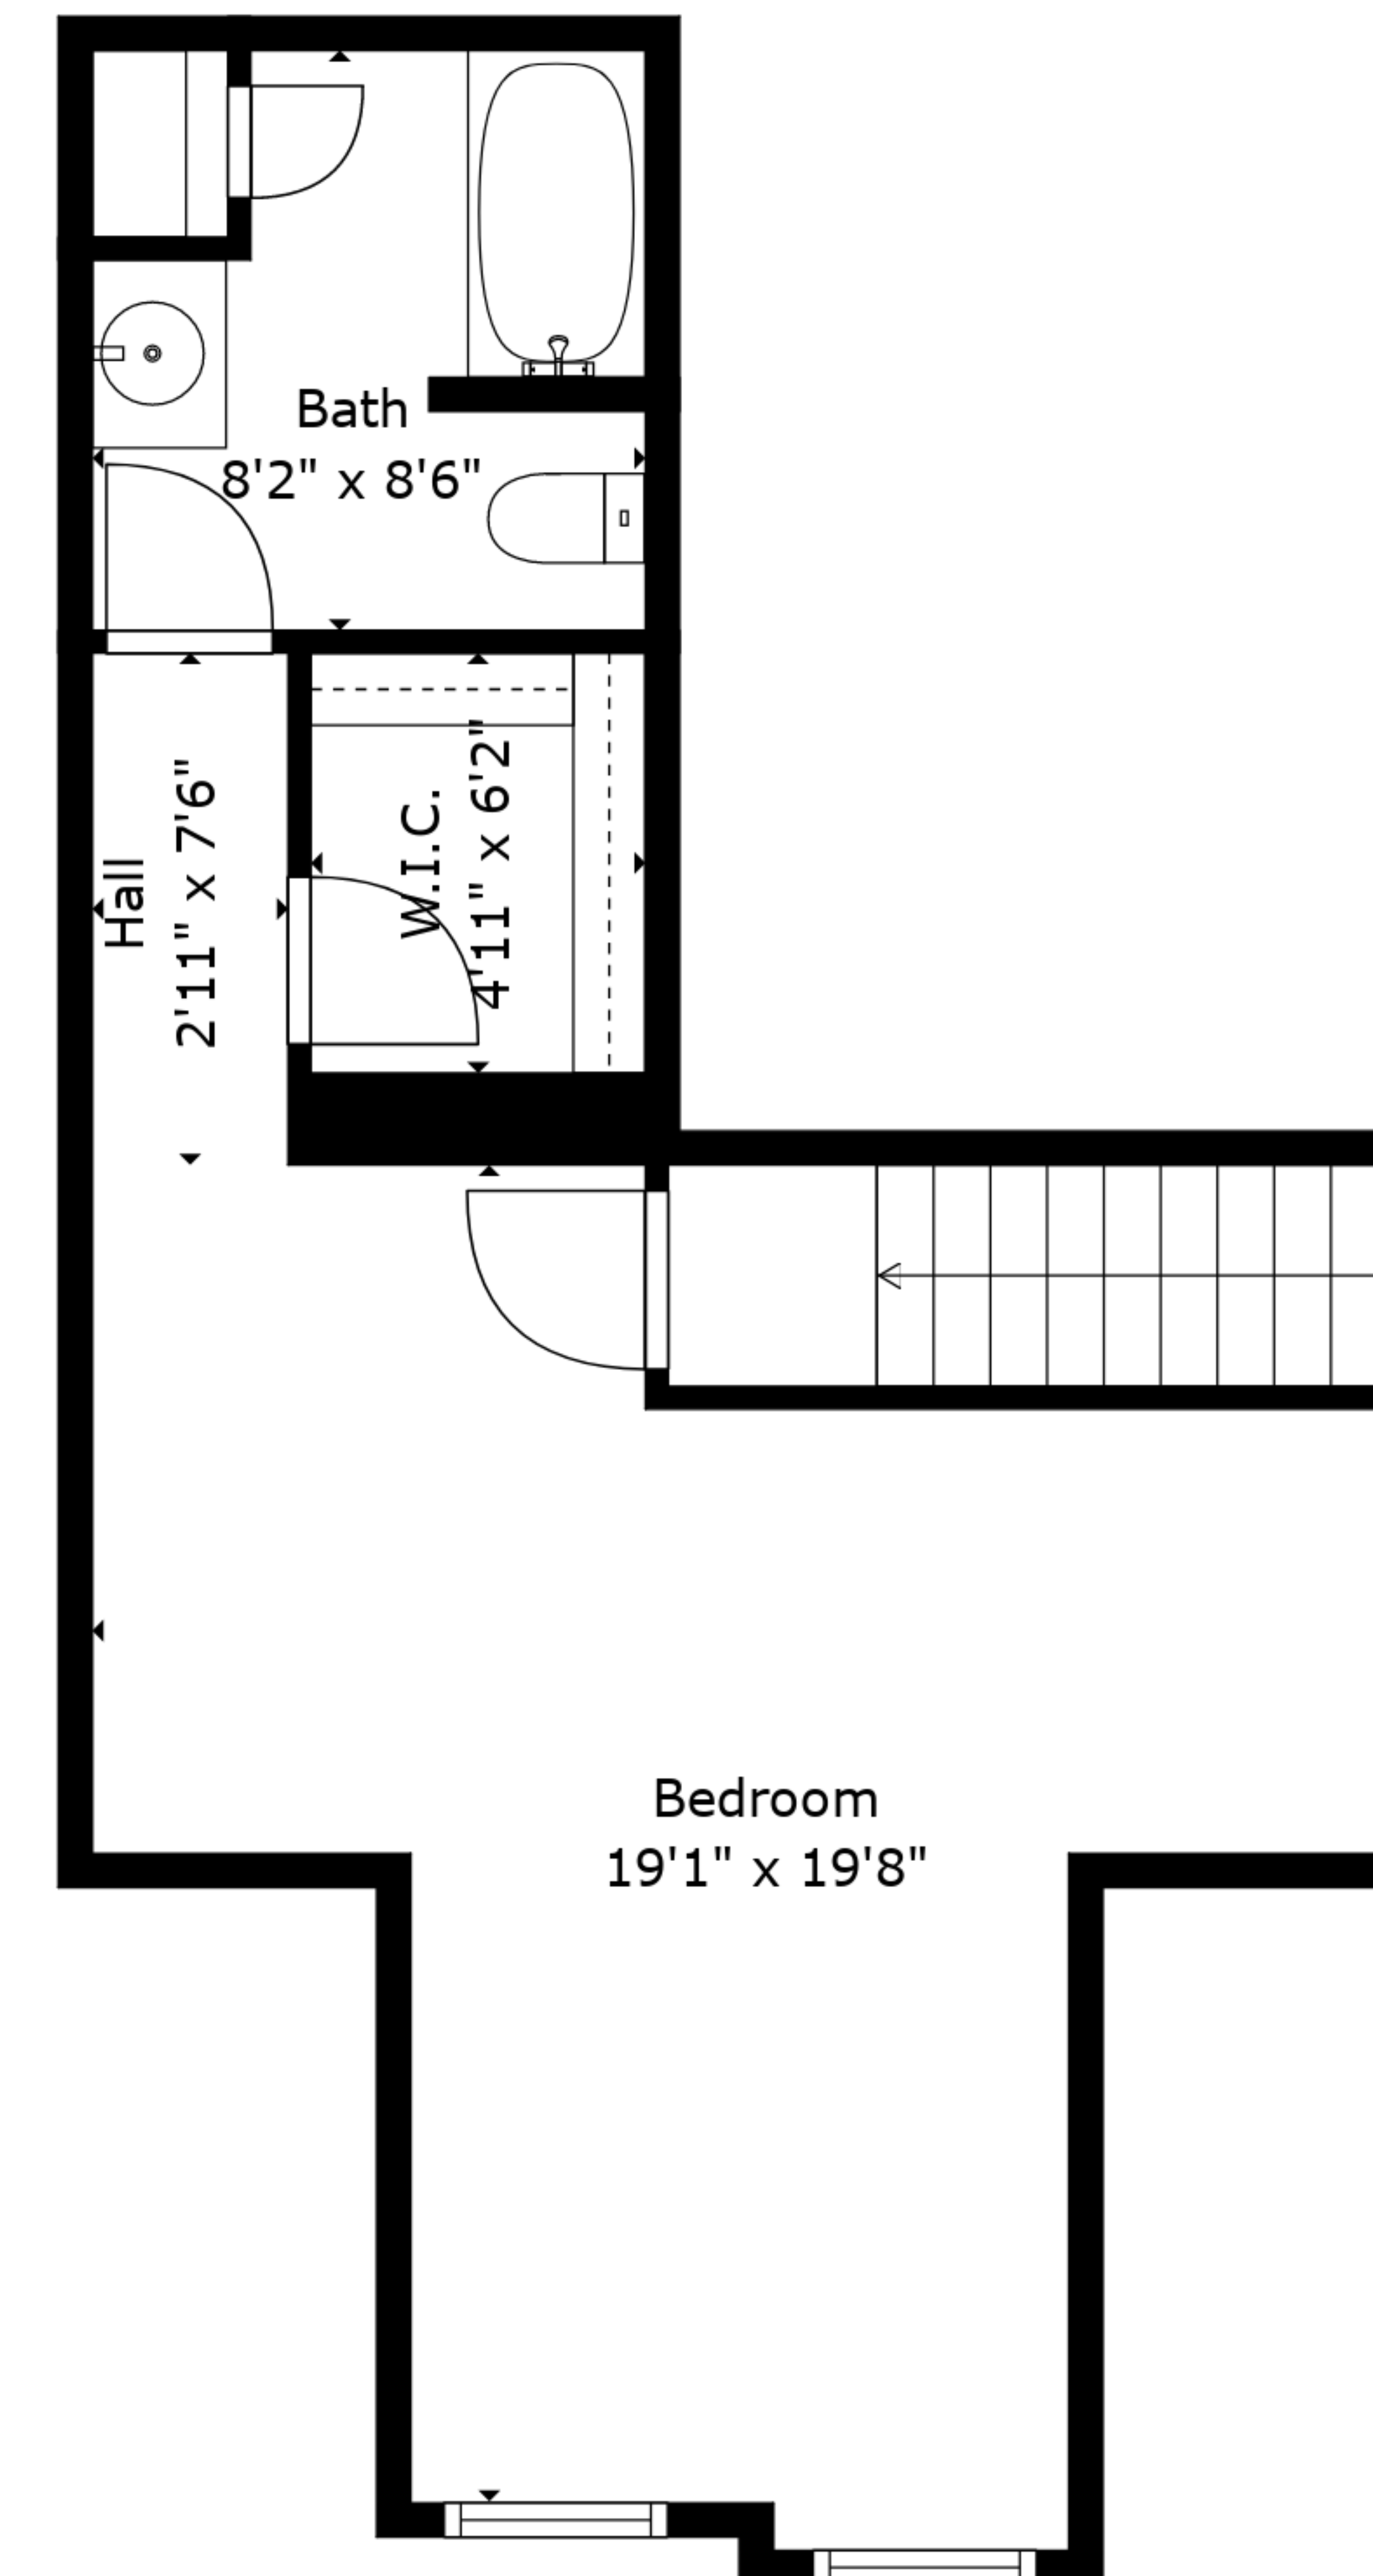 Bath
8'2" x 8'6"
Hall
2'11" x 7'6"
W.I.C.
4'11" x 6'2"
Bedroom
19'1" x 19'8"